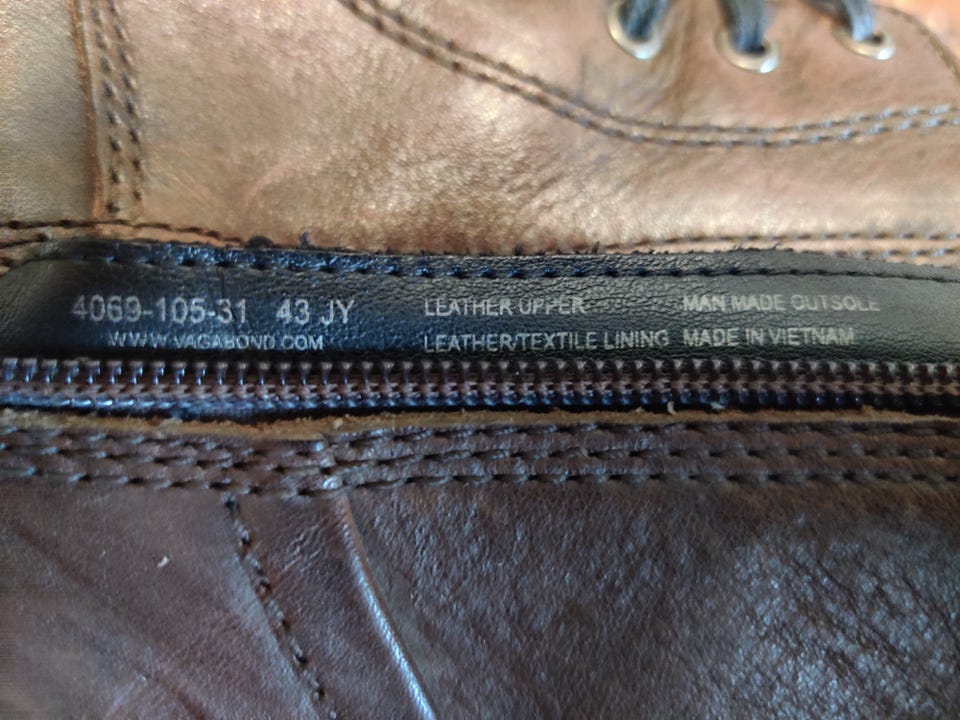 4069-105-31 43 JY
WWW.VAGABOND.COM
LEATHER UPPER
LEATHER/TEXTILE LINING
MAN MADE OUTSOLE
MADE IN VIETNAM